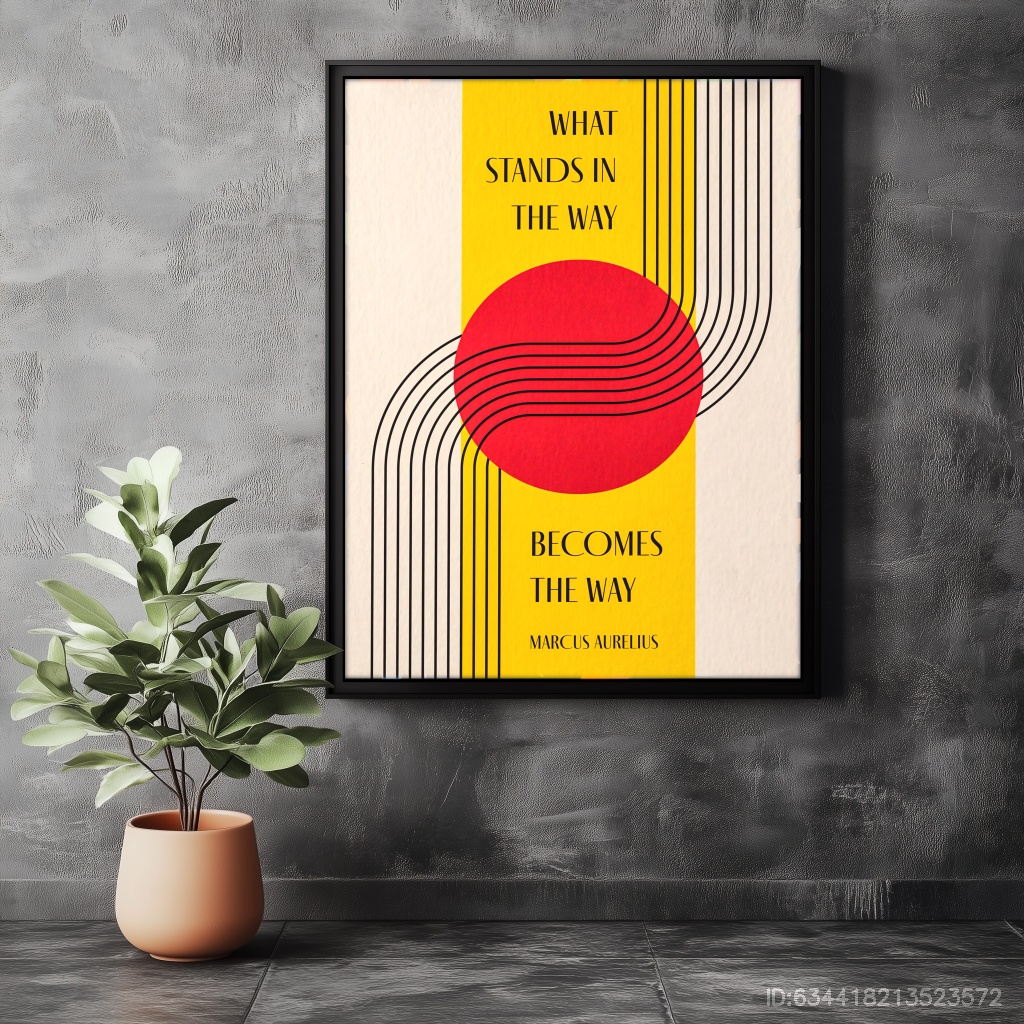 WHAT
STANDS IN
THE WAY
BECOMES
THE WAY
MARCUS AURELIUS
ID:634418213523572